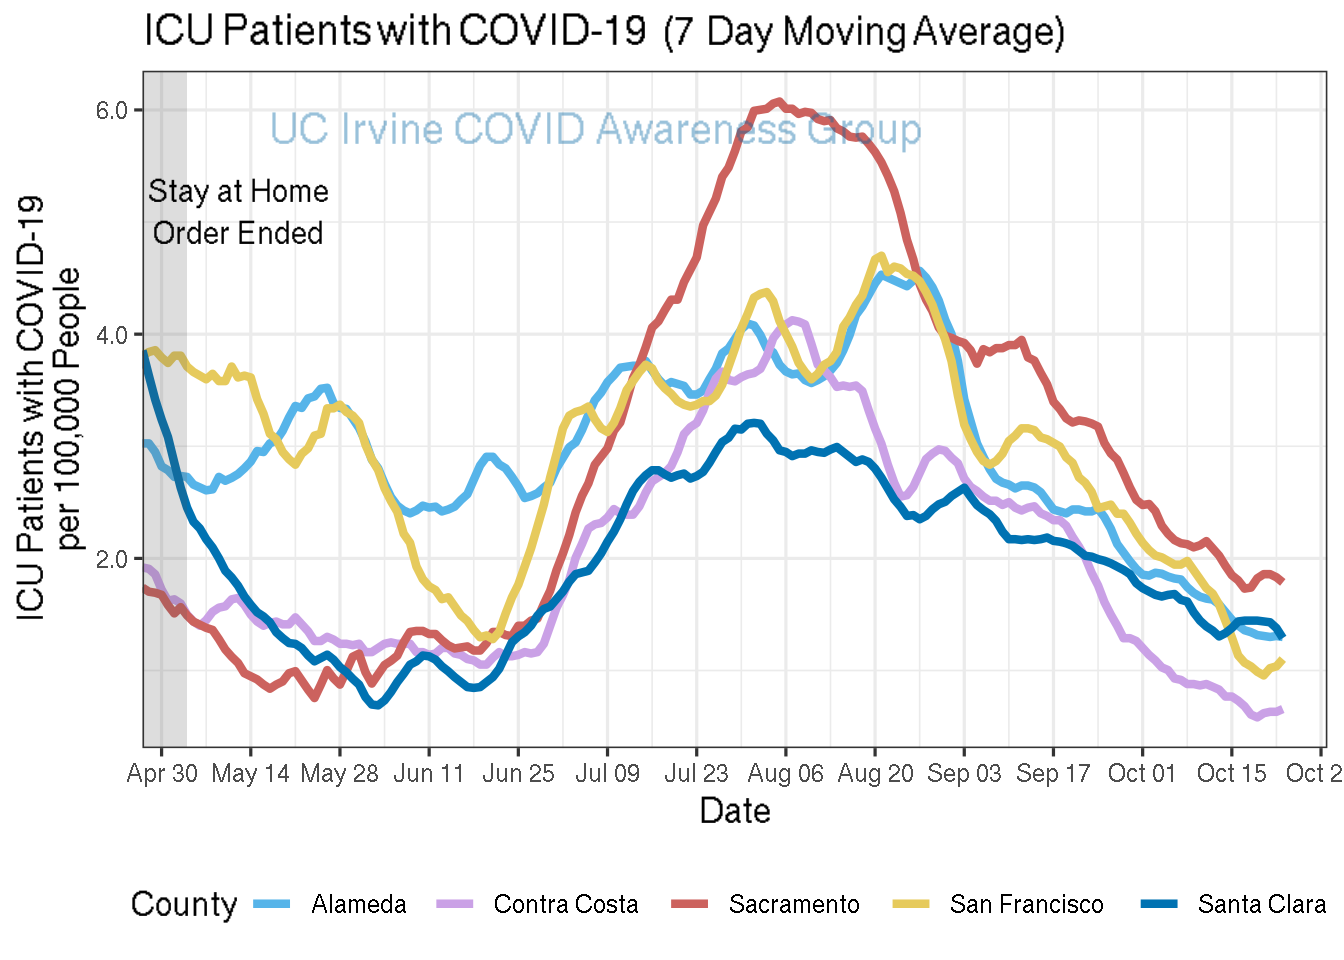 ICU Patients with COVID-19 (7 Day Moving Average)
6.0
UC Irvine COVID Awareness Group
Stay at Home
Order Ended
ICU Patients with COVID-19
per 100,000 People
4.0
2.0
Apr 30 May 14 May 28 Jun 11 Jun 25 Jul 09 Jul 23 Aug 06 Aug 20 Sep 03 Sep 17 Oct 01 Oct 15 Oct 2
Date
County Alameda Contra Costa Sacramento San Francisco Santa Clara